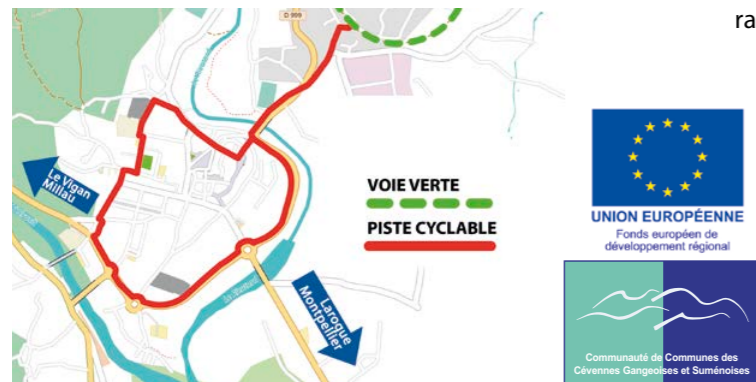 ra
D 999
Le Vigan
Millau
Laroque
Montpellier
VOIE VERTE
PISTE CYCLABLE
UNION EUROPÉENNE
Fonds européen de
développement régional
Communauté de Communes des
Cévennes Gangeoises et Suménoises